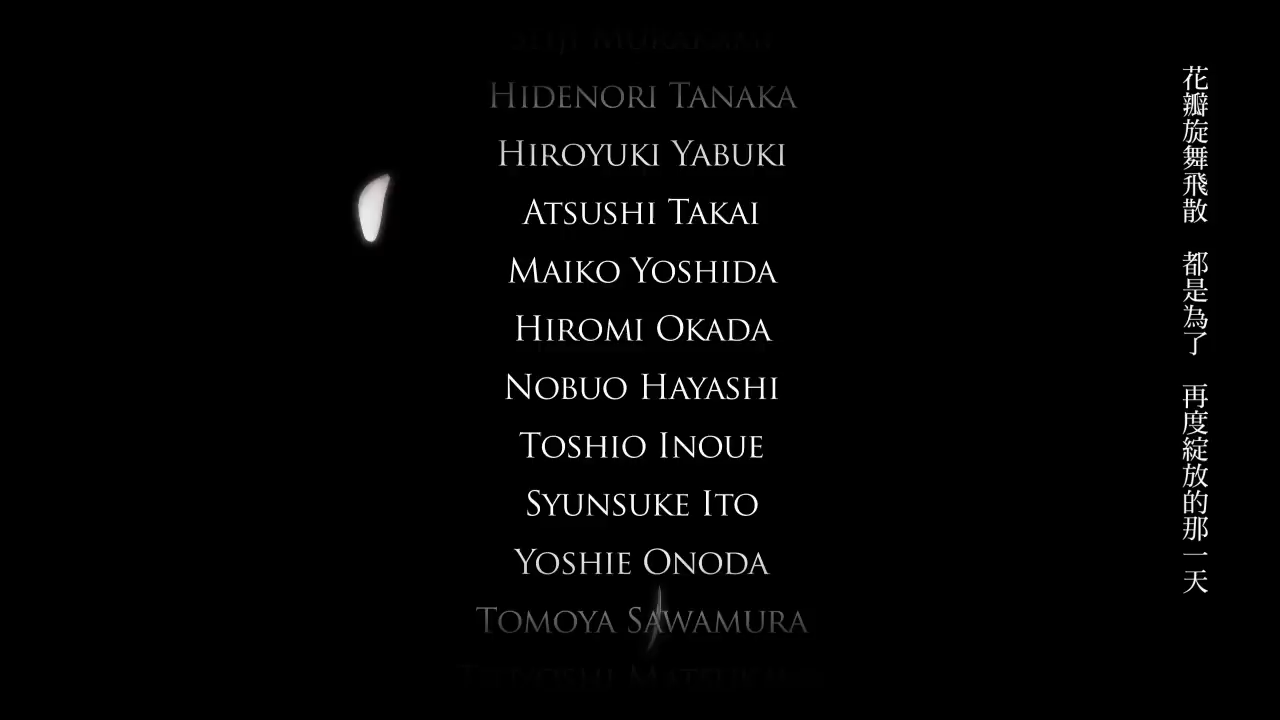 Seiji Murakami
Hidenori Tanaka
Hiroyuki Yabuki
Atsushi Takai
Maiko Yoshida
Hiromi Okada
Nobuo Hayashi
Toshio Inoue
Syunsuke Ito
Yoshie Onoda
Tomoya Sawamura
花瓣旋舞飛散　都是為了　再度綻放的那一天